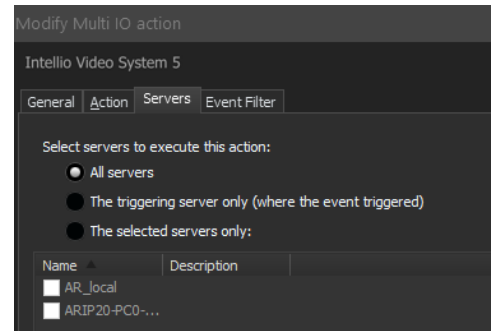 Modify Multi IO action
Intellio Video System 5
General Action Servers Event Filter
Select servers to execute this action:
All servers
The triggering server only (where the event triggered)
The selected servers only:
Name Description
AR_local
ARIP20-PC0-...